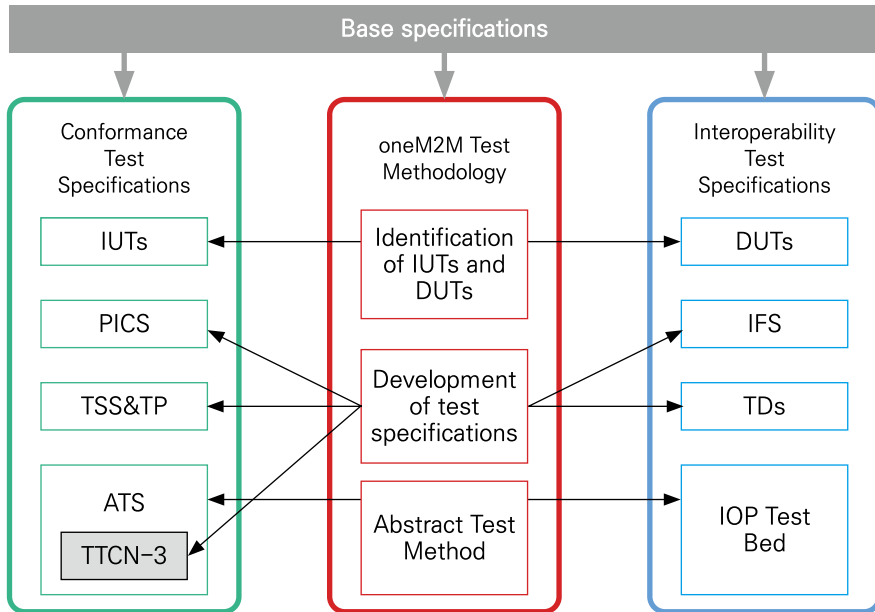 Base specifications
Conformance
Test
Specifications
IUTs
PICS
TSS&TP
ATS
TTCN-3
oneM2M Test
Methodology
Identification
of IUTs and
DUTs
Development
of test
specifications
Abstract Test
Method
Interoperability
Test
Specifications
DUTs
IFS
TDs
IOP Test
Bed